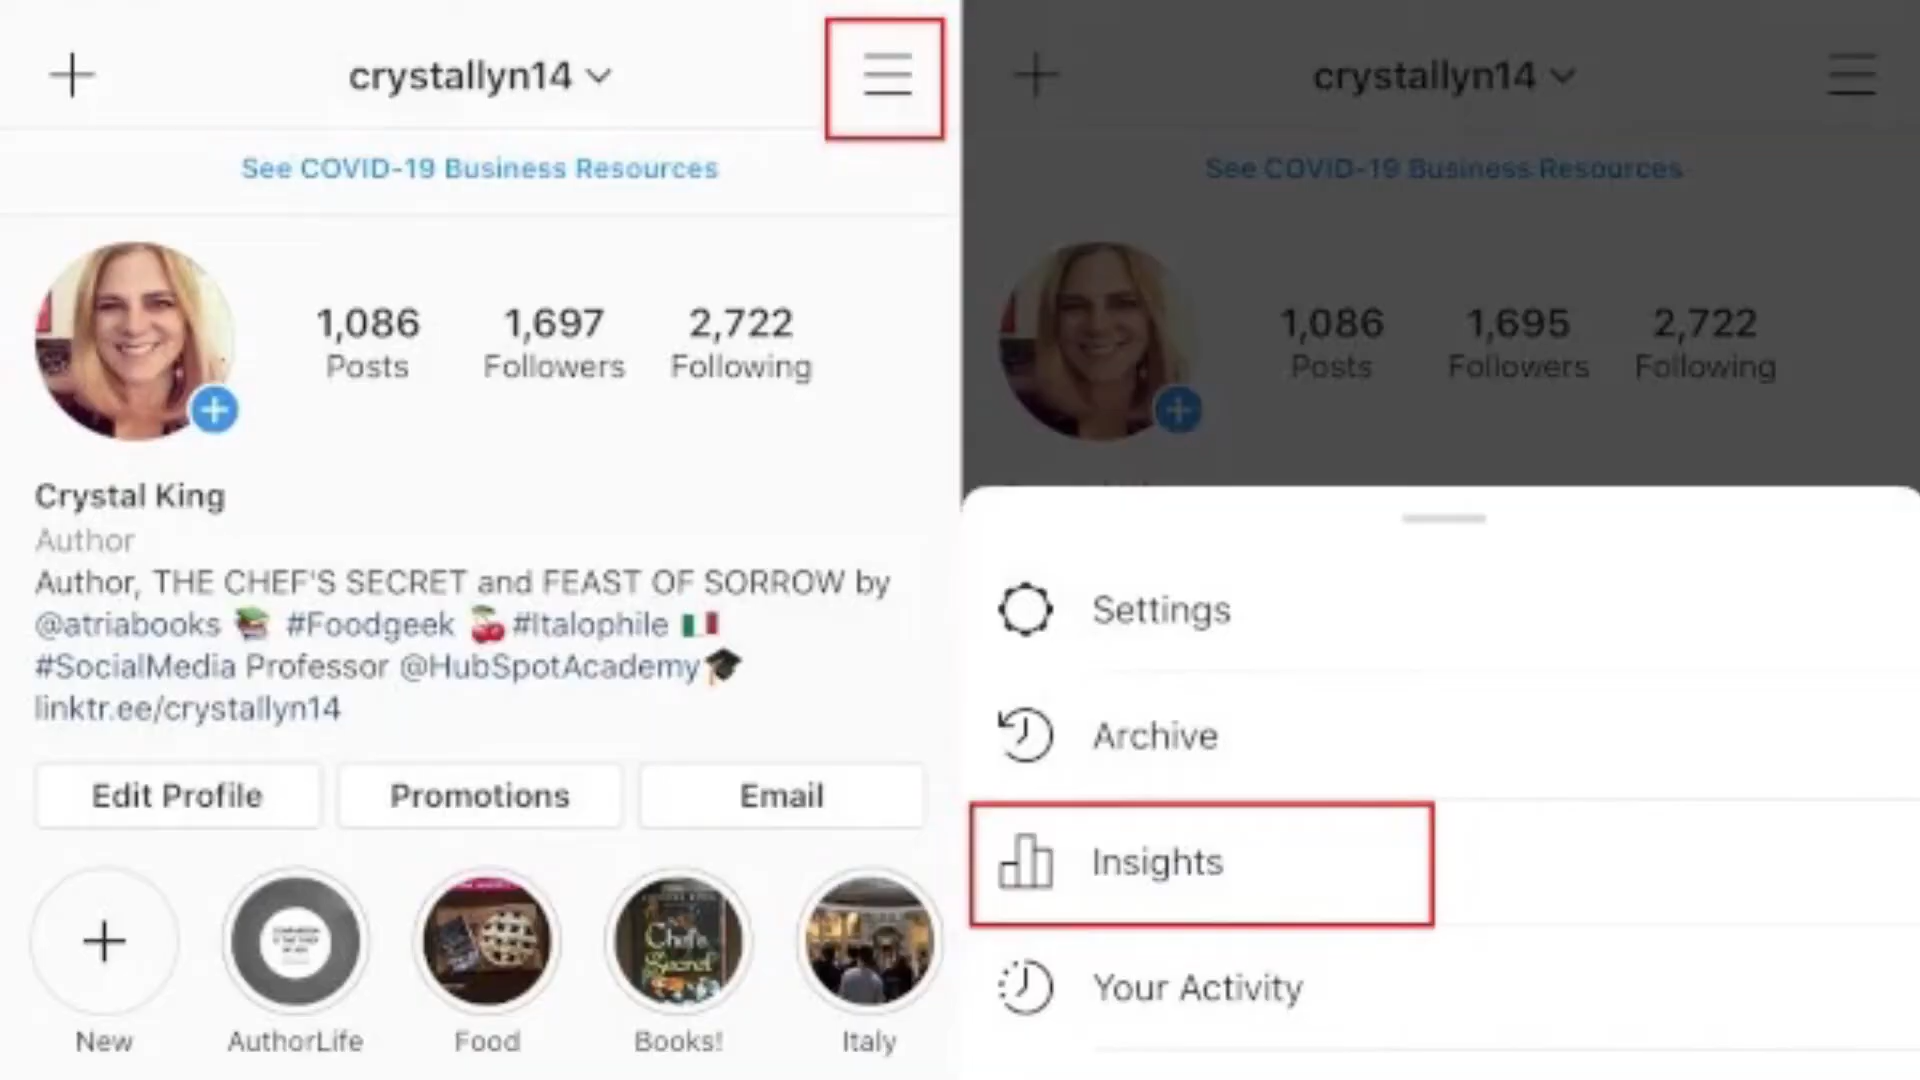 crystallyn14
See COVID-19 Business Resources
1,086 1,697 2,722
Posts Followers Following
Crystal King
Author
Author, THE CHEF'S SECRET and FEAST OF SORROW by
@atriabooks 📚 #Foodgeek 🍒 #Italophile 🇮🇹
#SocialMedia Professor @HubSpotAcademy🎓
linktr.ee/crystallyn14
Edit Profile Promotions Email
Chef's
Secret
New AuthorLife Food Books! Italy
crystallyn14
See COVID-19 Business Resources
1,086 1,695 2,722
Posts Followers Following
Settings
Archive
Insights
Your Activity